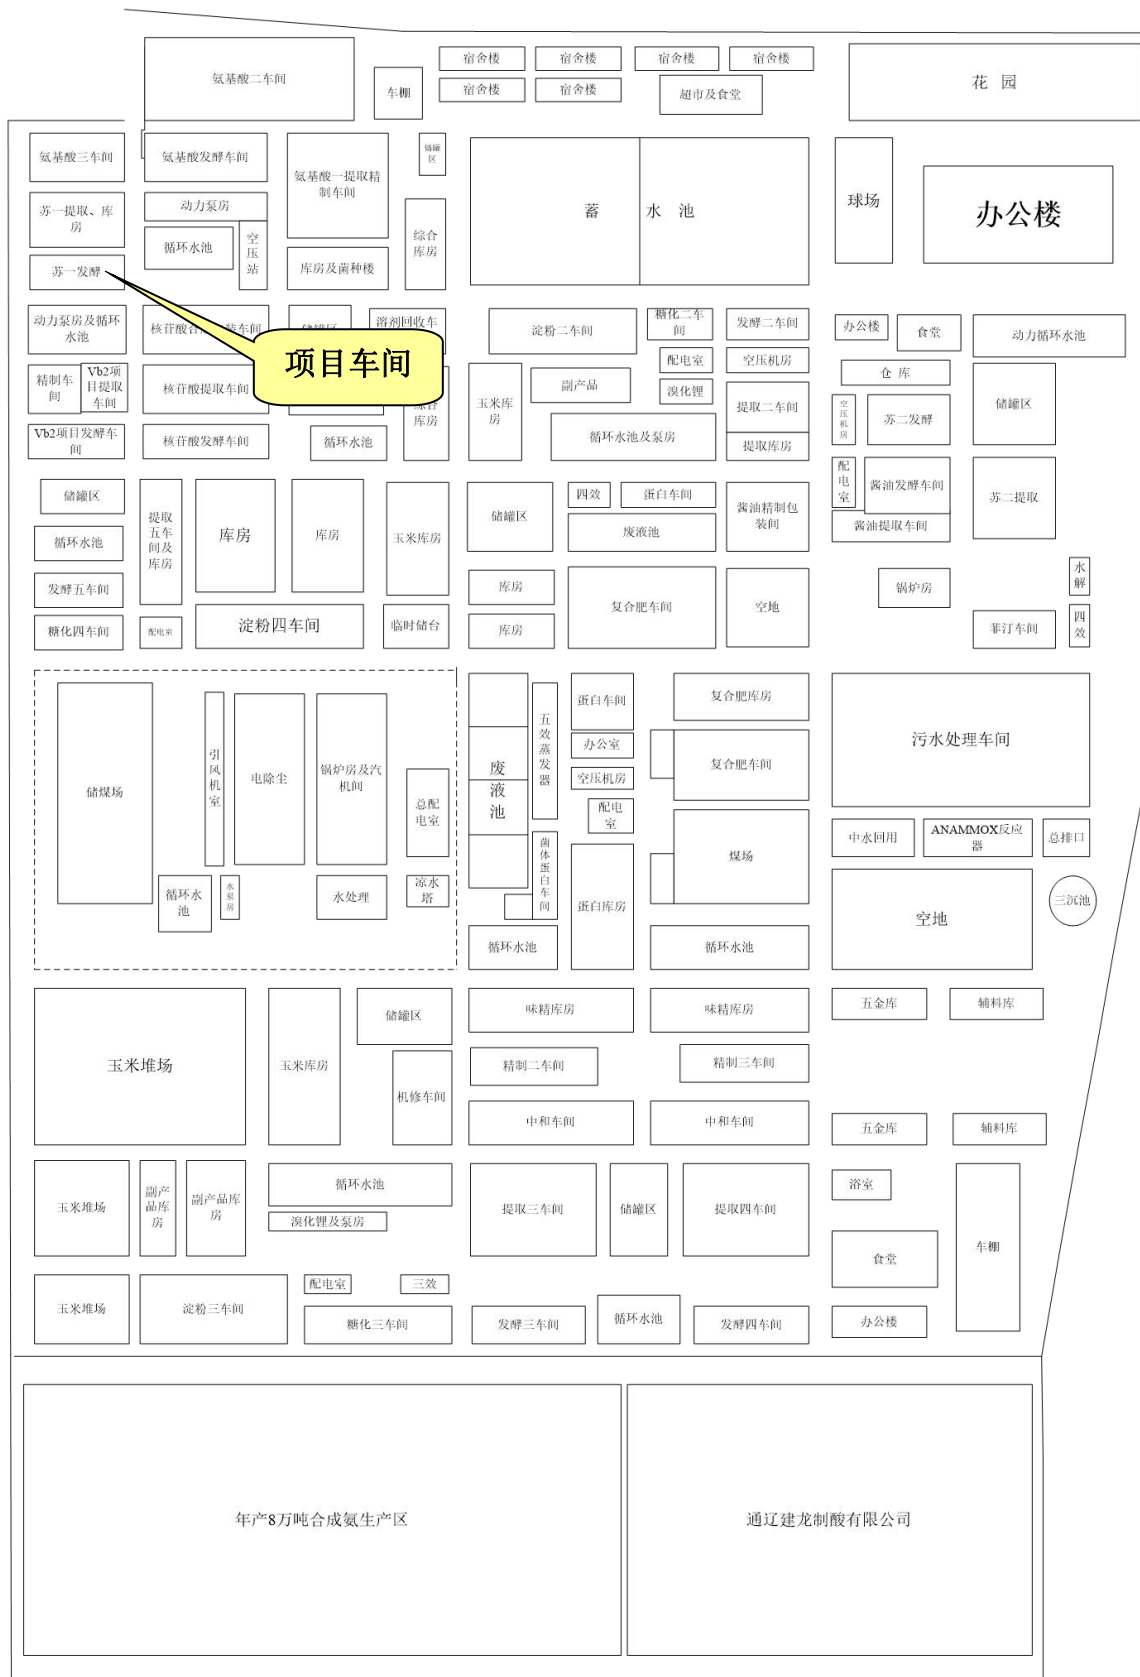 氨基酸二车间
车棚
宿舍楼
宿舍楼
宿舍楼
宿舍楼
宿舍楼
宿舍楼
超市及食堂
花 园
氨基酸三车间
氨基酸发酵车间
氨基酸一提取精
制车间
储罐
区
蓄 水 池
球场
办公楼
苏一提取、库
房
动力泵房
循环水池
空
压
站
综合
库房
苏一发酵
库房及菌种楼
动力泵房及循环
水池
储罐区
溶剂回收车
项目车间
淀粉二车间
糖化二车
间
发酵二车间
办公楼
食堂
动力循环水池
精制车
间
Vb2项
目提取
车间
核苷酸提取车间
综合
库房
玉米库
房
副产品
配电室
溴化锂
空压机房
提取二车间
仓 库
空
压
机
房
苏二发酵
储罐区
Vb2项目发酵车
间
核苷酸发酵车间
循环水池
循环水池及泵房
提取库房
储罐区
循环水池
发酵五车间
糖化四车间
提取
五车
间及
库房
配电室
库房
库房
玉米库房
淀粉四车间
临时储台
储罐区
四效
蛋白车间
废液池
酱油精制包
装间
配
电
室
酱油发酵车间
酱油提取车间
苏二提取
库房
库房
复合肥车间
空地
锅炉房
水
解
菲汀车间
四
效
储煤场
引
风
机
室
电除尘
锅炉房及汽
机间
总配
电室
循环水
池
水
泵
房
水处理
凉水
塔
废
液
池
五
效
蒸
发
器
菌
体
蛋
白
车
间
蛋白车间
办公室
空压机房
配电
室
蛋白库房
循环水池
复合肥库房
复合肥车间
煤场
循环水池
污水处理车间
中水回用
ANAMMOX反应
器
总排口
空地
三沉池
玉米堆场
玉米库房
储罐区
机修车间
味精库房
味精库房
精制二车间
精制三车间
中和车间
中和车间
五金库
辅料库
五金库
辅料库
玉米堆场
副产
品库
房
副产品库
房
循环水池
溴化锂及泵房
提取三车间
储罐区
提取四车间
浴室
食堂
车棚
玉米堆场
淀粉三车间
配电室
三效
糖化三车间
发酵三车间
循环水池
发酵四车间
办公楼
年产8万吨合成氨生产区
通辽建龙制酸有限公司